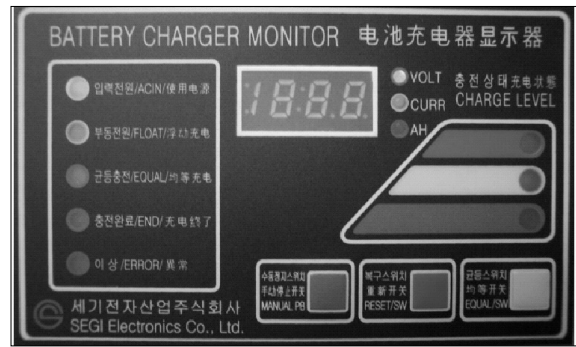 BATTERY CHARGER MONITOR 电池充电器显示器
입력전원/ACIN/使用电源
부동전원/FLOAT/浮动充电
균등충전/EQUAL/均等充电
충전완료/END/充电终了
이상/ERROR/異常
18:8.8
VOLT
CURR
AH
충전상태充电状態
CHARGE LEVEL
수동정지스위치
手动停止开关
MANUAL PB
복구스위치
重新开关
RESET/SW
균등스위치
均等开关
EQUAL/SW
세기전자산업주식회사
SEGI Electronics Co., Ltd.